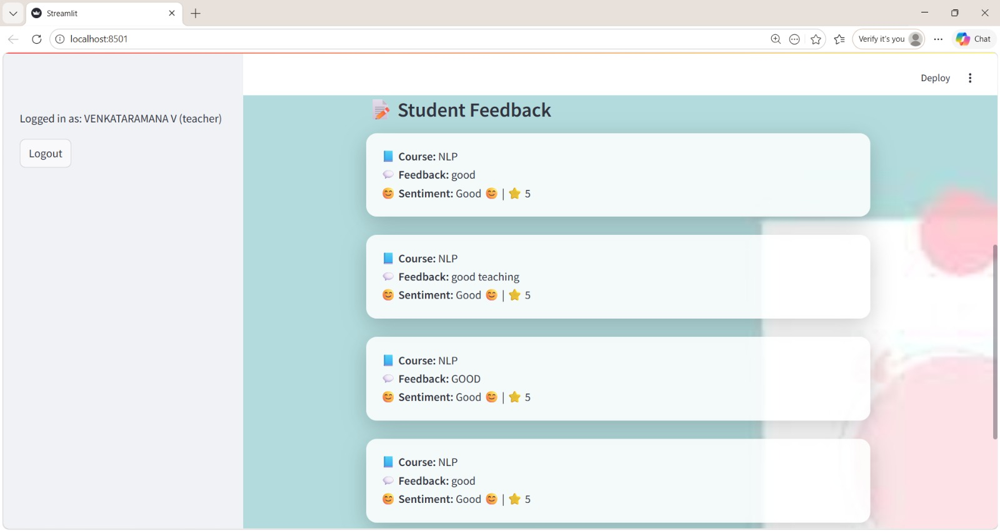 Streamlit
localhost:8501
Verify it's you
Chat
Deploy
Logged in as: VENKATARAMANA V (teacher)
Logout
📝 Student Feedback
📘 Course: NLP
💬 Feedback: good
😊 Sentiment: Good 😊 | ⭐ 5
📘 Course: NLP
💬 Feedback: good teaching
😊 Sentiment: Good 😊 | ⭐ 5
📘 Course: NLP
💬 Feedback: GOOD
😊 Sentiment: Good 😊 | ⭐ 5
📘 Course: NLP
💬 Feedback: good
😊 Sentiment: Good 😊 | ⭐ 5